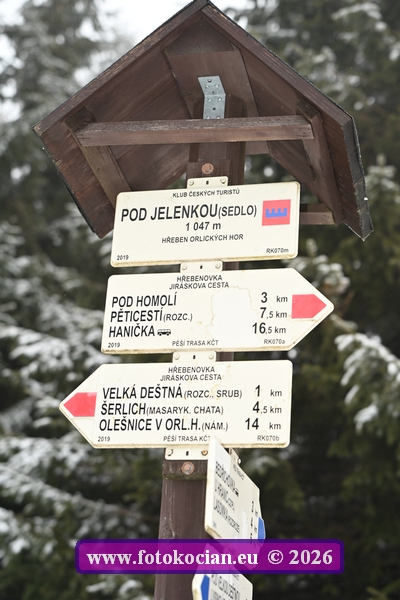 KLUB ČESKÝCH TURISTŮ
POD JELENKOU (SEDLO)
1 047 m
HŘEBEN ORLICKÝCH HOR
2019 RK070m
HŘEBENOVKA
JIRÁSKOVA CESTA
POD HOMOLÍ 3 km
PĚTICESTÍ (ROZC.) 7,5 km
HANIČKA 16,5 km
2019 PĚŠÍ TRASA KČT RK070a
HŘEBENOVKA
JIRÁSKOVA CESTA
VELKÁ DEŠTNÁ (ROZC., SRUB) 1 km
ŠERLICH (MASARYK. CHATA) 4,5 km
OLEŠNICE V ORL.H. (NÁM.) 14 km
2019 PĚŠÍ TRASA KČT RK070b
www.fotokocian.eu © 2026